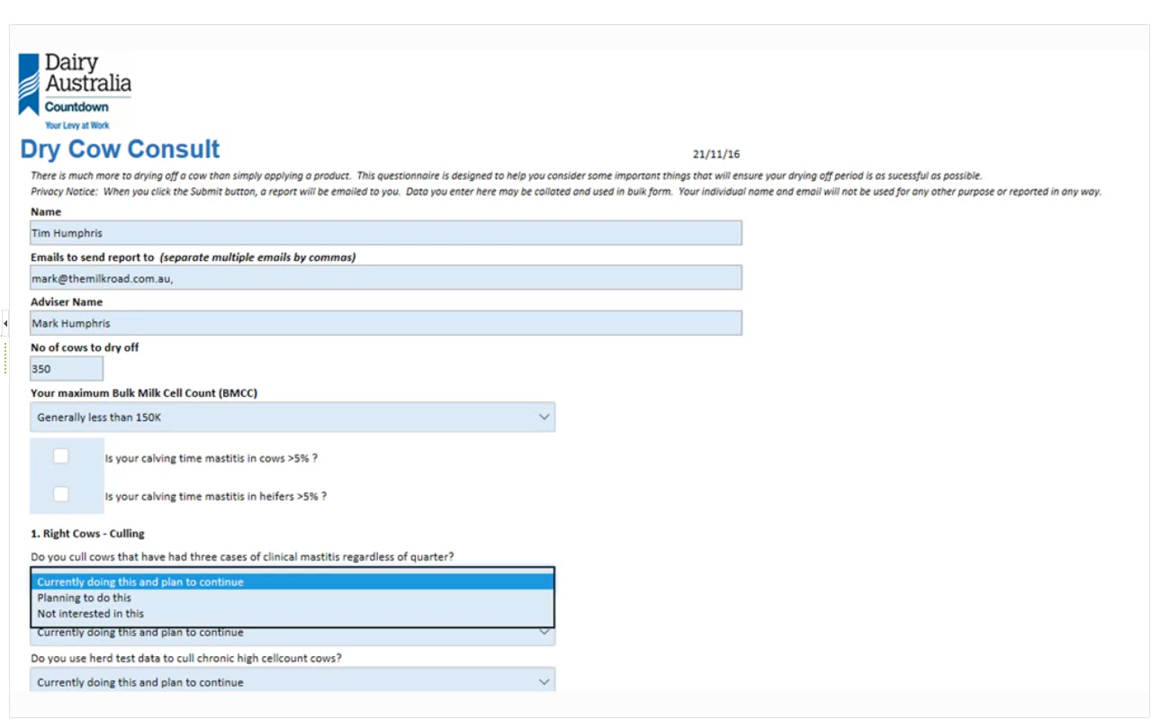 Dairy
Australia
Countdown
Your Levy at Work
Dry Cow Consult
21/11/16
There is much more to drying off a cow than simply applying a product. This questionnaire is designed to help you consider some important things that will ensure your drying off period is as sucessful as possible.
Privacy Notice: When you click the Submit button, a report will be emailed to you. Data you enter here may be collated and used in bulk form. Your individual name and email will not be used for any other purpose or reported in any way.
Name
Tim Humphris
Emails to send report to (separate multiple emails by commas)
mark@themilkroad.com.au,
Adviser Name
Mark Humphris
No of cows to dry off
350
Your maximum Bulk Milk Cell Count (BMCC)
Generally less than 150K
Is your calving time mastitis in cows >5% ?
Is your calving time mastitis in heifers >5% ?
1. Right Cows - Culling
Do you cull cows that have had three cases of clinical mastitis regardless of quarter?
Currently doing this and plan to continue
Planning to do this
Not interested in this
Currently doing this and plan to continue
Do you use herd test data to cull chronic high cellcount cows?
Currently doing this and plan to continue